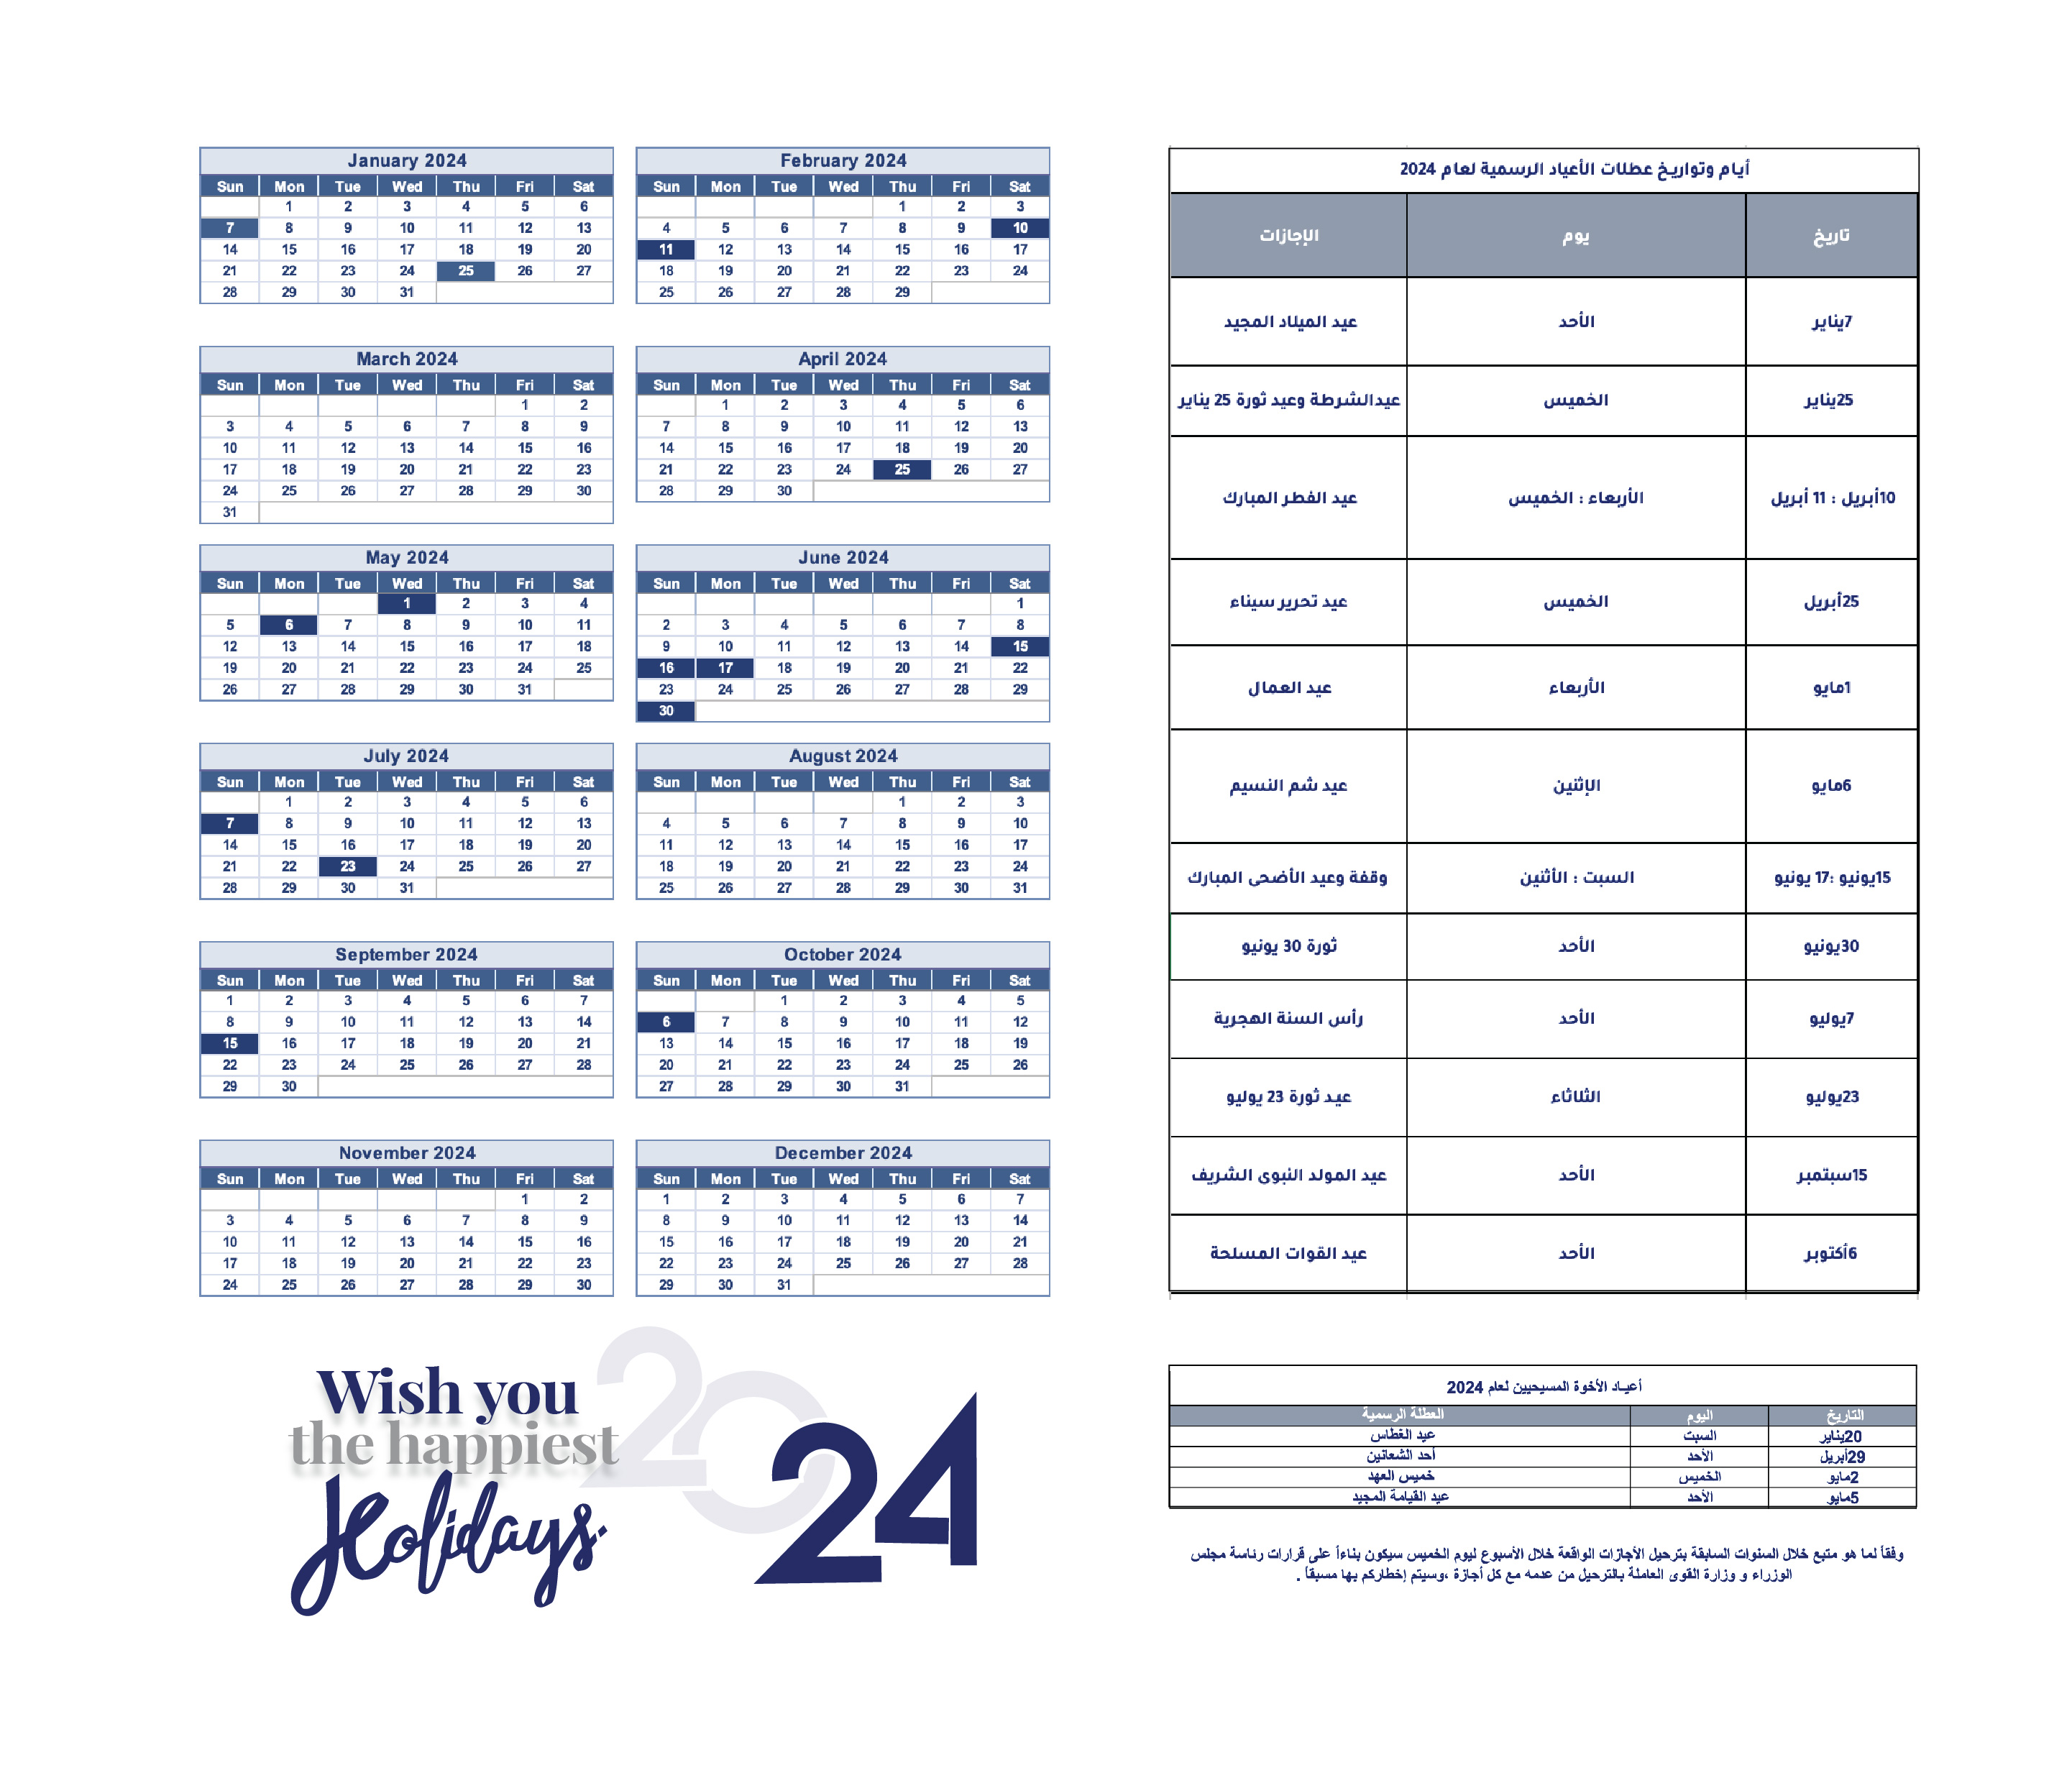 January 2024
Sun Mon Tue Wed Thu Fri Sat
1 2 3 4 5 6
7 8 9 10 11 12 13
14 15 16 17 18 19 20
21 22 23 24 25 26 27
28 29 30 31
February 2024
Sun Mon Tue Wed Thu Fri Sat
1 2 3
4 5 6 7 8 9 10
11 12 13 14 15 16 17
18 19 20 21 22 23 24
25 26 27 28 29
March 2024
Sun Mon Tue Wed Thu Fri Sat
1 2
3 4 5 6 7 8 9
10 11 12 13 14 15 16
17 18 19 20 21 22 23
24 25 26 27 28 29 30
31
April 2024
Sun Mon Tue Wed Thu Fri Sat
1 2 3 4 5 6
7 8 9 10 11 12 13
14 15 16 17 18 19 20
21 22 23 24 25 26 27
28 29 30
May 2024
Sun Mon Tue Wed Thu Fri Sat
1 2 3 4
5 6 7 8 9 10 11
12 13 14 15 16 17 18
19 20 21 22 23 24 25
26 27 28 29 30 31
June 2024
Sun Mon Tue Wed Thu Fri Sat
1
2 3 4 5 6 7 8
9 10 11 12 13 14 15
16 17 18 19 20 21 22
23 24 25 26 27 28 29
30
July 2024
Sun Mon Tue Wed Thu Fri Sat
1 2 3 4 5 6
7 8 9 10 11 12 13
14 15 16 17 18 19 20
21 22 23 24 25 26 27
28 29 30 31
August 2024
Sun Mon Tue Wed Thu Fri Sat
1 2 3
4 5 6 7 8 9 10
11 12 13 14 15 16 17
18 19 20 21 22 23 24
25 26 27 28 29 30 31
September 2024
Sun Mon Tue Wed Thu Fri Sat
1 2 3 4 5 6 7
8 9 10 11 12 13 14
15 16 17 18 19 20 21
22 23 24 25 26 27 28
29 30
October 2024
Sun Mon Tue Wed Thu Fri Sat
1 2 3 4 5
6 7 8 9 10 11 12
13 14 15 16 17 18 19
20 21 22 23 24 25 26
27 28 29 30 31
November 2024
Sun Mon Tue Wed Thu Fri Sat
1 2
3 4 5 6 7 8 9
10 11 12 13 14 15 16
17 18 19 20 21 22 23
24 25 26 27 28 29 30
December 2024
Sun Mon Tue Wed Thu Fri Sat
1 2 3 4 5 6 7
8 9 10 11 12 13 14
15 16 17 18 19 20 21
22 23 24 25 26 27 28
29 30 31
Wish you
the happiest
Holidays.
2024
أيام وتواريخ عطلات الأعياد الرسمية لعام 2024
تاريخ يوم الإجازات
7يناير الأحد عيد الميلاد المجيد
25يناير الخميس عيدالشرطة وعيد ثورة 25 يناير
10أبريل : 11 أبريل الأربعاء : الخميس عيد الفطر المبارك
25أبريل الخميس عيد تحرير سيناء
1مايو الأربعاء عيد العمال
6مايو الإثنين عيد شم النسيم
15يونيو :17 يونيو السبت : الأثنين وقفة وعيد الأضحى المبارك
30يونيو الأحد ثورة 30 يونيو
7يوليو الأحد رأس السنة الهجرية
23يوليو الثلاثاء عيد ثورة 23 يوليو
15سبتمبر الأحد عيد المولد النبوى الشريف
6أكتوبر الأحد عيد القوات المسلحة
أعيـاد الأخوة المسيحيين لعام 2024
التاريخ اليوم العطلة الرسمية
20يناير السبت عيد الغطاس
29أبريل الأحد أحد الشعانين
2مايو الخميس خميس العهد
5مايو الأحد عيد القيامة المجيد
وفقاً لما هو متبع خلال السنوات السابقة بترحيل الأجازات الواقعة خلال الأسبوع ليوم الخميس سيكون بناءاً على قرارات رئاسة مجلس
الوزراء و وزارة القوى العاملة بالترحيل من عدمه مع كل أجازة ،وسيتم إخطاركم بها مسبقاً .